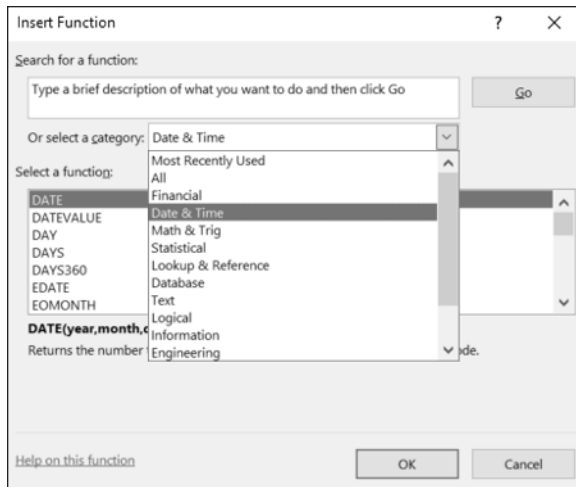 Insert Function
?
Search for a function:
Type a brief description of what you want to do and then click Go
Go
Or select a category:
Date & Time
Most Recently Used
All
Financial
Date & Time
Math & Trig
Statistical
Lookup & Reference
Database
Text
Logical
Information
Engineering
Select a function:
DATE
DATEVALUE
DAY
DAYS
DAYS360
EDATE
EOMONTH
DATE(year,month,
Returns the number
Help on this function
OK
Cancel